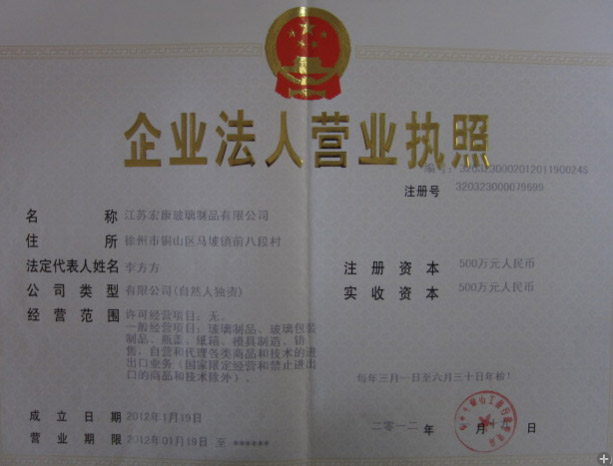 企业法人营业执照
编号：320323000201201190024S
注册号 320323000079699
名 称 江苏宏康玻璃制品有限公司
住 所 徐州市铜山区马坡镇前八段村
法定代表人姓名 李方方
注 册 资 本 500万元人民币
公 司 类 型 有限公司(自然人独资)
实 收 资 本 500万元人民币
经 营 范 围 许可经营项目：无。
一般经营项目：玻璃制品、玻璃包装
制品、瓶盖、纸箱、模具制造、销
售，自营和代理各类商品和技术的进
出口业务（国家限定经营和禁止进出
口的商品和技术除外）。
每年三月一日至六月三十日年检！
成 立 日 期 2012年1月19日
二〇一二 年 月 日
营 业 期 限 2012年01月19日 至 ******